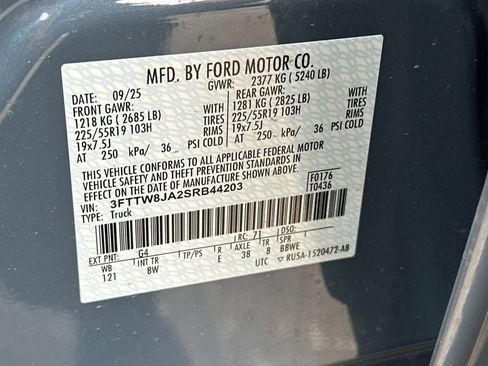 MFD. BY FORD MOTOR CO.
DATE: 09/25 GVWR: 2377 KG ( 5240 LB)
FRONT GAWR: REAR GAWR:
1218 KG ( 2685 LB) WITH 1281 KG ( 2825 LB) WITH
225/55R19 103H TIRES 225/55R19 103H TIRES
19x7.5J RIMS 19x7.5J RIMS
AT 250 kPa/ 36 PSI COLD AT 250 kPa/ 36 PSI COLD
THIS VEHICLE CONFORMS TO ALL APPLICABLE FEDERAL MOTOR
VEHICLE SAFETY AND THEFT PREVENTION STANDARDS IN
EFFECT ON THE DATE OF MANUFACTURE SHOWN ABOVE.
VIN: 3FTTW8JA2SRB44203 F0176
TYPE: Truck T0436
EXT PNT: G4 RC: 71 DSO:
WB INT TR TP/PS R AXLE TR SPR
121 8W E 38 8 BBWE
UTC RU5A-1520472-AB